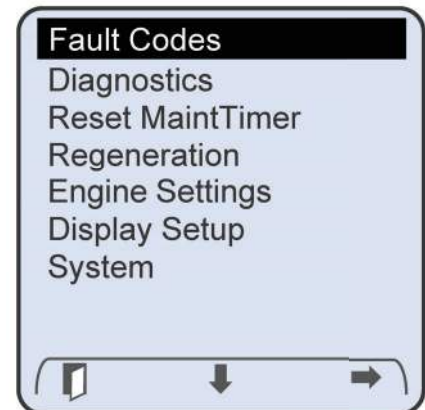 Fault Codes
Diagnostics
Reset MaintTimer
Regeneration
Engine Settings
Display Setup
System